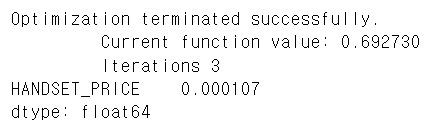 Optimization terminated successfully.
Current function value: 0.692730
Iterations 3
HANDSET_PRICE 0.000107
dtype: float64